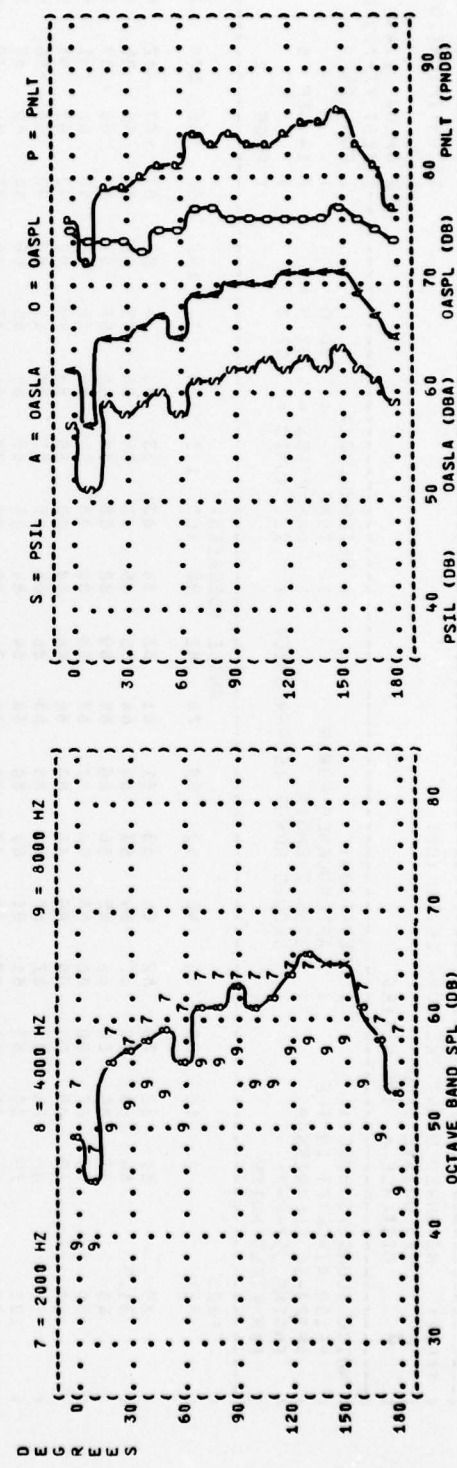 7 = 2000 HZ 8 = 4000 HZ 9 = 8000 HZ
DEGREES
0
30
60
90
120
150
180
30 40 50 60 70 80
OCTAVE BAND SPL (DB)
S = PSIL A = OASLA O = OASPL P = PNLT
0
30
60
90
120
150
180
40 50 60 70 80 90
PSIL (DB) OASLA (DBA) OASPL (DB) PNLT (PNDB)